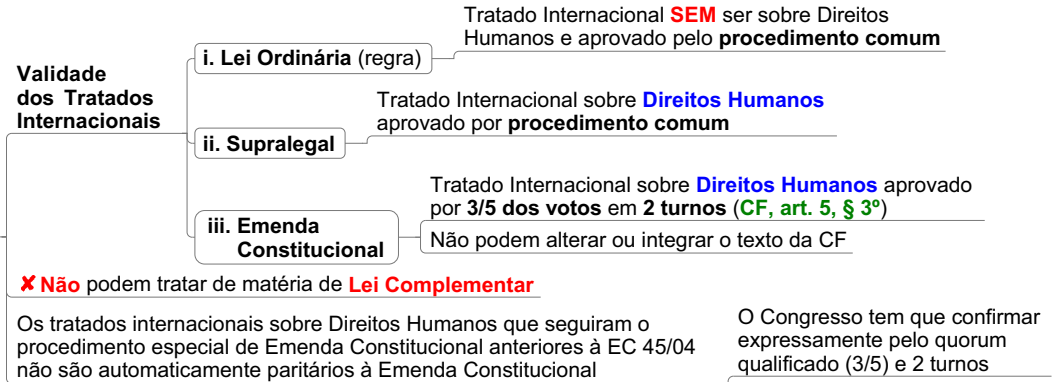 Validade
dos Tratados
Internacionais
i. Lei Ordinária (regra)
Tratado Internacional SEM ser sobre Direitos
Humanos e aprovado pelo procedimento comum
ii. Supralegal
Tratado Internacional sobre Direitos Humanos
aprovado por procedimento comum
iii. Emenda
Constitucional
Tratado Internacional sobre Direitos Humanos aprovado
por 3/5 dos votos em 2 turnos (CF, art. 5, § 3º)
Não podem alterar ou integrar o texto da CF
✘ Não podem tratar de matéria de Lei Complementar
Os tratados internacionais sobre Direitos Humanos que seguiram o
procedimento especial de Emenda Constitucional anteriores à EC 45/04
não são automaticamente paritários à Emenda Constitucional
O Congresso tem que confirmar
expressamente pelo quorum
qualificado (3/5) e 2 turnos